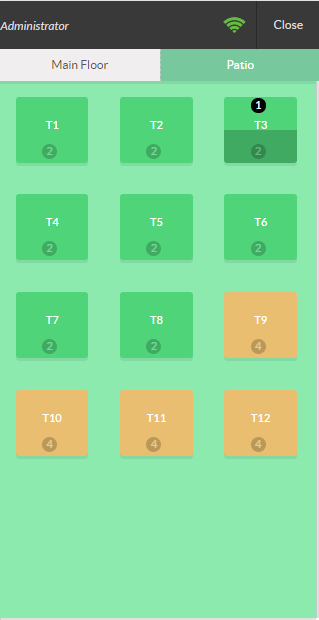 Administrator Close
Main Floor Patio
1
T1 T2 T3
2 2 2
T4 T5 T6
2 2 2
T7 T8 T9
2 2 4
T10 T11 T12
4 4 4